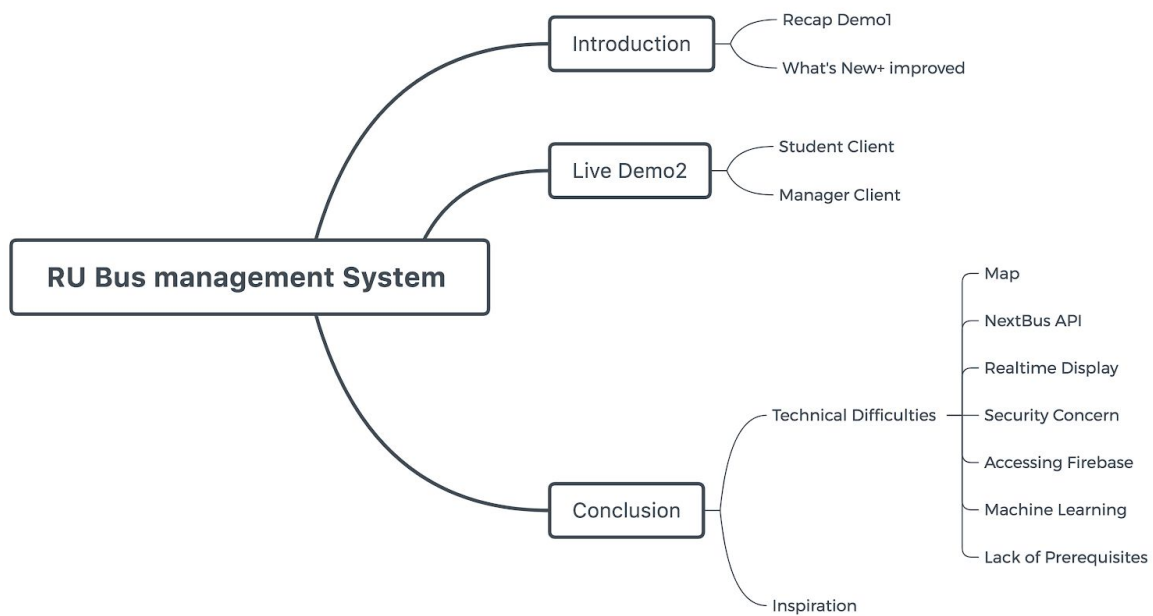 Recap Demo1
Introduction
What's New+ improved
Student Client
Live Demo2
Manager Client
RU Bus management System
Map
NextBus API
Realtime Display
Technical Difficulties
Security Concern
Accessing Firebase
Conclusion
Machine Learning
Lack of Prerequisites
Inspiration